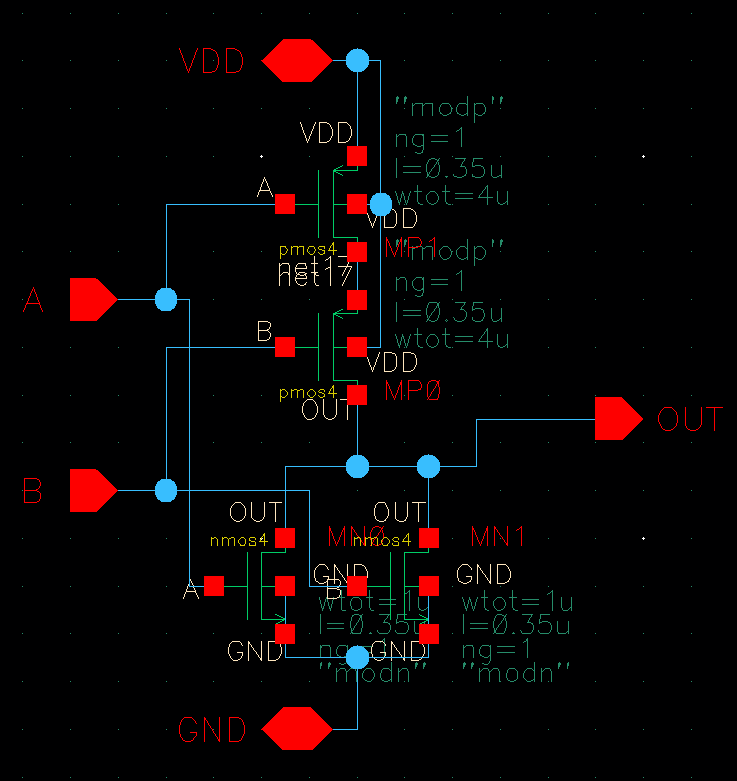 VDD
"modp"
VDD
ng=1
l=0.35u
A
wtot=4u
VDD
pmos4
MP1
"modp"
net17
net17
ng=1
A
l=0.35u
B
wtot=4u
VDD
pmos4
MP0
OUT
OUT
B
OUT
OUT
nmos4
MN0
nmos4
MN1
GND
GND
A
B
wtot=1u
wtot=1u
l=0.35u
l=0.35u
GND
ng=1
GND
ng=1
"modn"
"modn"
GND